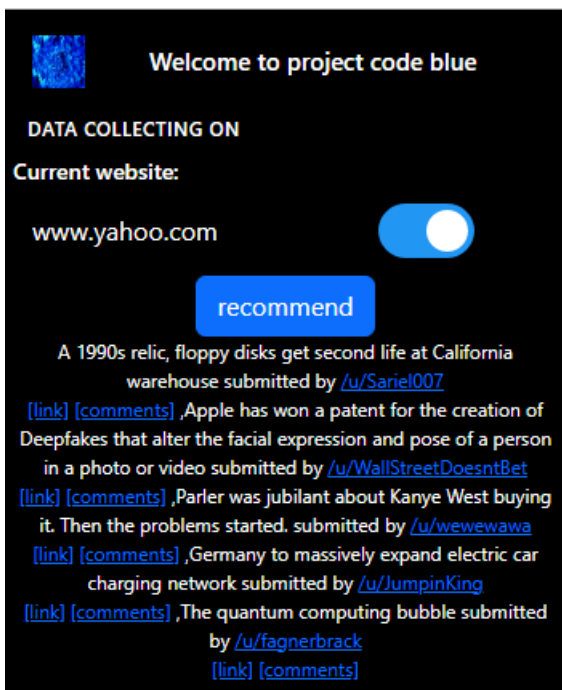 Welcome to project code blue
DATA COLLECTING ON
Current website:
www.yahoo.com
recommend
A 1990s relic, floppy disks get second life at California
warehouse submitted by /u/Sariel007
[link] [comments] ,Apple has won a patent for the creation of
Deepfakes that alter the facial expression and pose of a person
in a photo or video submitted by /u/WallStreetDoesntBet
[link] [comments] ,Parler was jubilant about Kanye West buying
it. Then the problems started. submitted by /u/wewewawa
[link] [comments] ,Germany to massively expand electric car
charging network submitted by /u/JumpinKing
[link] [comments] ,The quantum computing bubble submitted
by /u/fagnerbrack
[link] [comments]